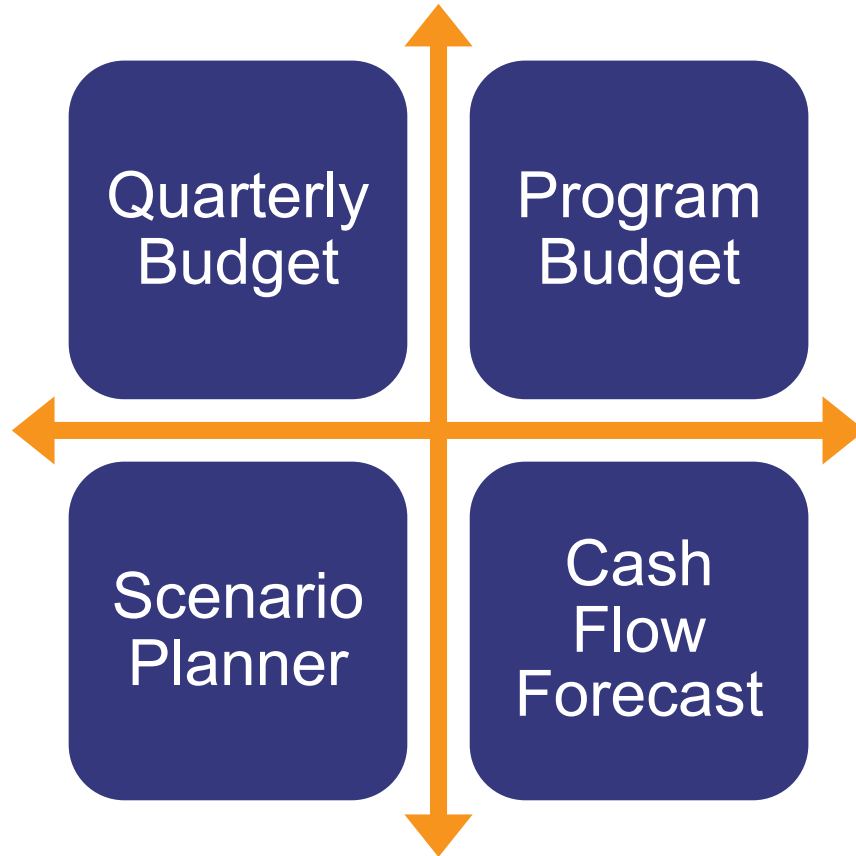 Quarterly
Budget
Program
Budget
Scenario
Planner
Cash
Flow
Forecast